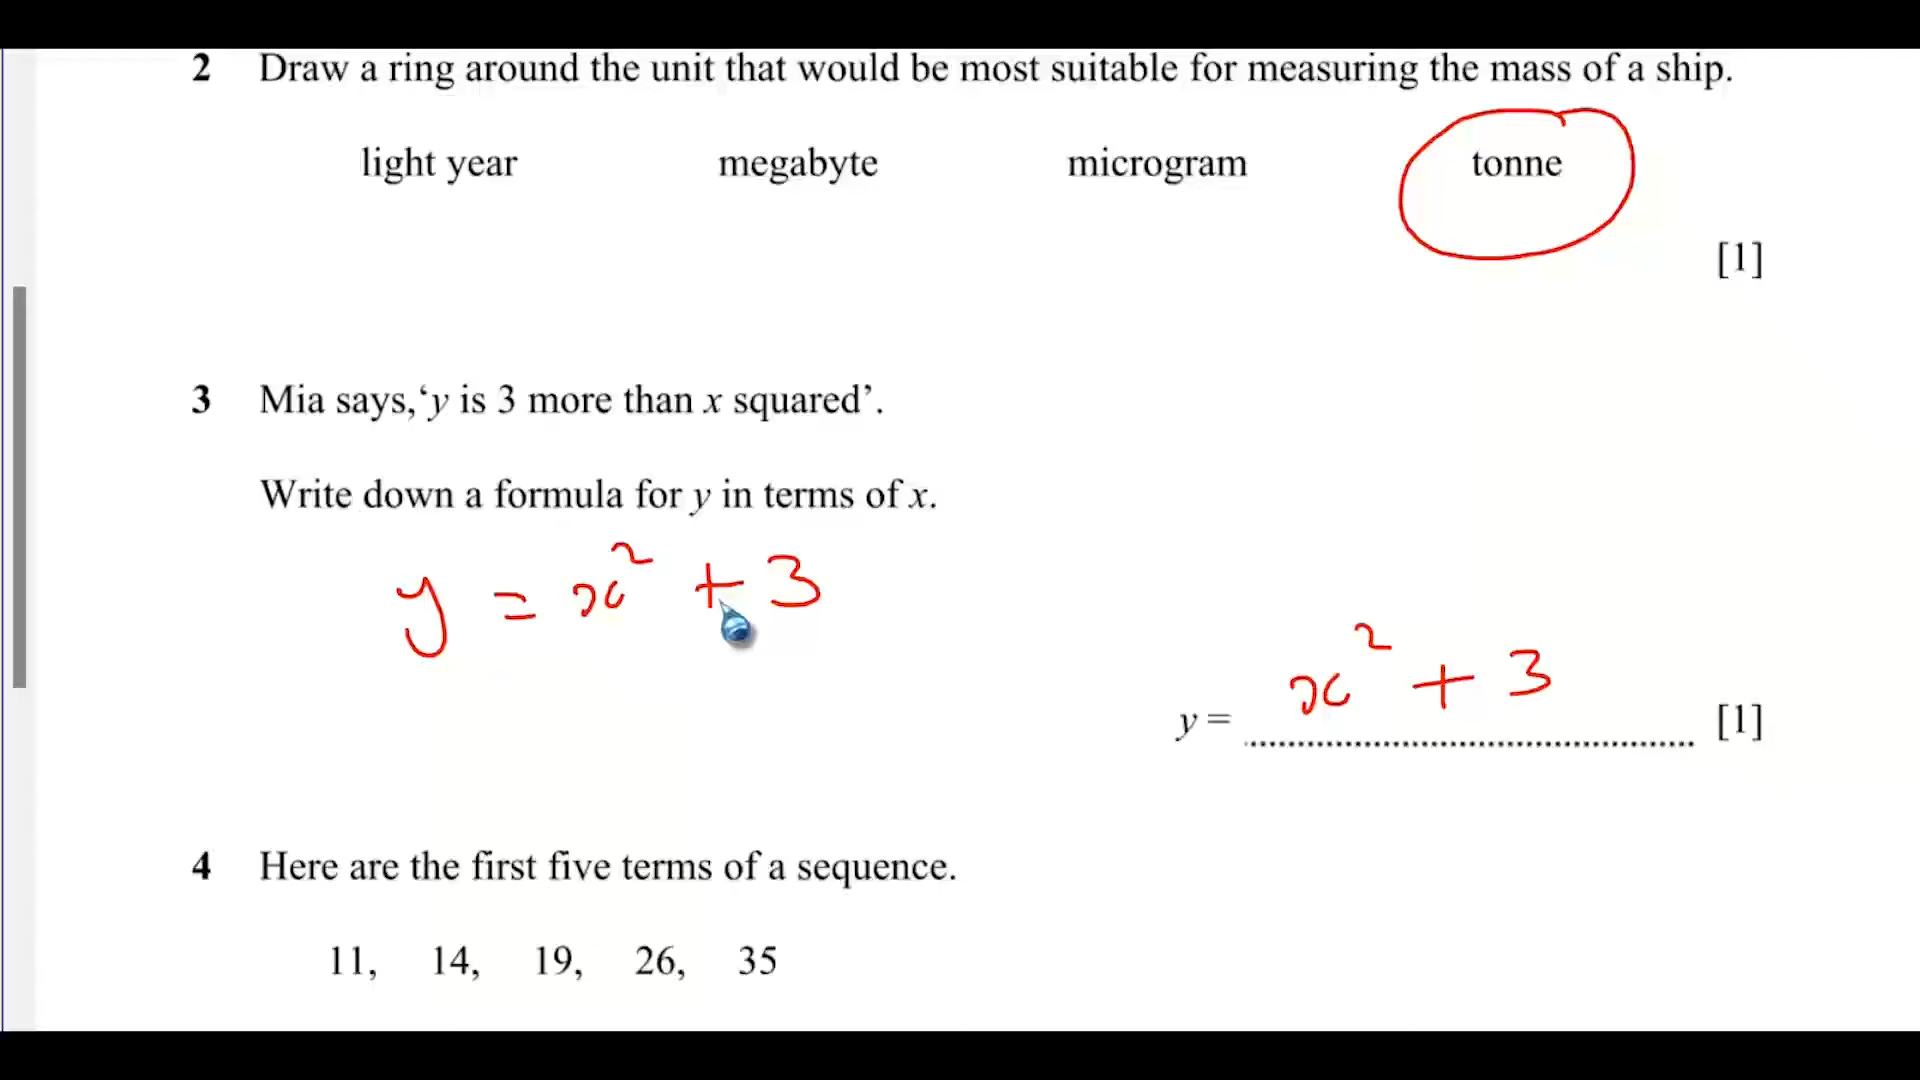 2 Draw a ring around the unit that would be most suitable for measuring the mass of a ship.
light year megabyte microgram tonne
[1]
3 Mia says,‘y is 3 more than x squared’.
Write down a formula for y in terms of x.
y = x² + 3
x² + 3
y = .......................................... [1]
4 Here are the first five terms of a sequence.
11, 14, 19, 26, 35